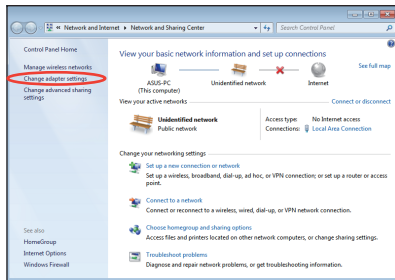 Network and Internet
Network and Sharing Center
Search Control Panel
Control Panel Home
Manage wireless networks
Change adapter settings
Change advanced sharing
settings
See also
HomeGroup
Internet Options
Windows Firewall
View your basic network information and set up connections
See full map
ASUS-PC
(This computer)
Unidentified network
Internet
View your active networks
Connect or disconnect
Unidentified network
Public network
Access type: No Internet access
Connections: Local Area Connection
Change your networking settings
Set up a new connection or network
Set up a wireless, broadband, dial-up, ad hoc, or VPN connection; or set up a router or access
point.
Connect to a network
Connect or reconnect to a wireless, wired, dial-up, or VPN network connection.
Choose homegroup and sharing options
Access files and printers located on other network computers, or change sharing settings.
Troubleshoot problems
Diagnose and repair network problems, or get troubleshooting information.